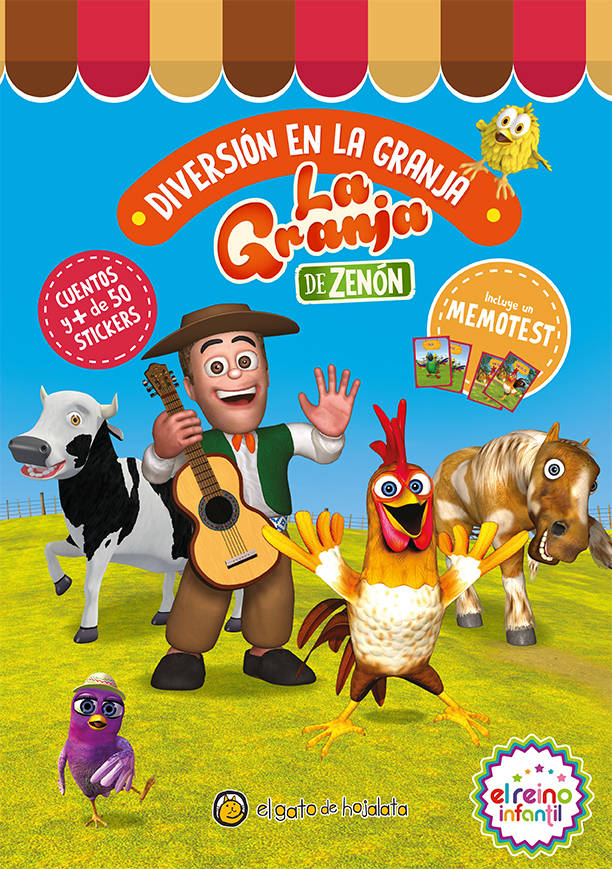 DIVERSIÓN EN LA GRANJA
La
Granja
DE ZENÓN
CUENTOS
y + de 50
STICKERS
Incluye un
MEMOTEST
el gato de hojalata
el reino
infantil